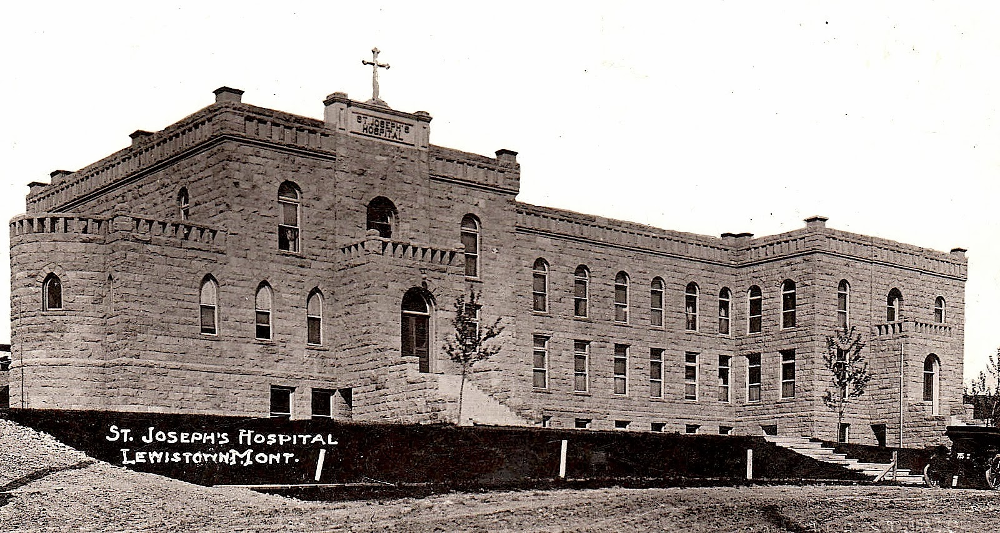 ST. JOSEPH'S
HOSPITAL
ST. JOSEPH'S HOSPITAL
LEWISTOWN MONT.